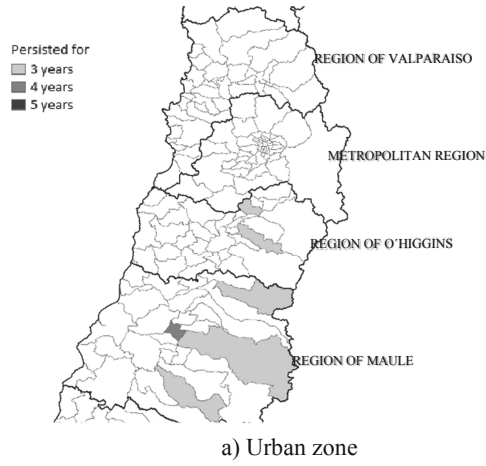 Persisted for
3 years
4 years
5 years
REGION OF VALPARAISO
METROPOLITAN REGION
REGION OF O´HIGGINS
REGION OF MAULE
a) Urban zone